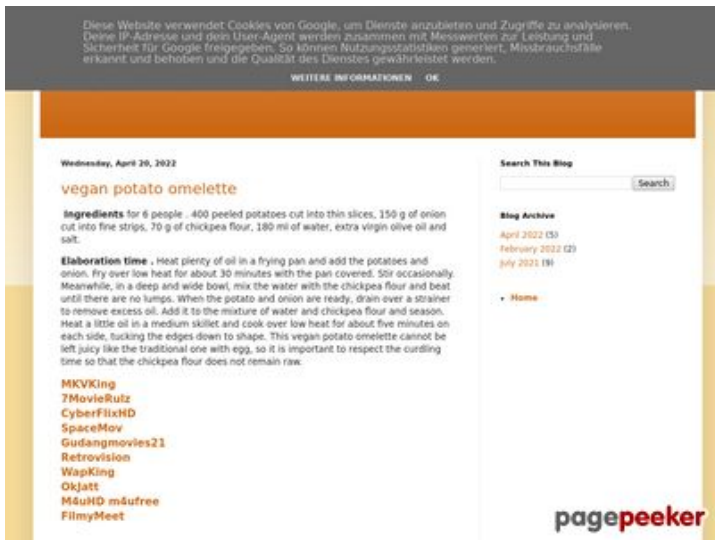 Diese Website verwendet Cookies von Google, um Dienste anzubieten und Zugriffe zu analysieren.
Deine IP-Adresse und dein User-Agent werden zusammen mit Messwerten zur Leistung und
Sicherheit für Google freigegeben. So können Nutzungsstatistiken generiert, Missbrauchsfälle
erkannt und behoben und die Qualität des Dienstes gewährleistet werden.
WEITERE INFORMATIONEN OK
Wednesday, April 20, 2022
vegan potato omelette
Ingredients for 6 people . 400 peeled potatoes cut into thin slices, 150 g of onion
cut into fine strips, 70 g of chickpea flour, 180 ml of water, extra virgin olive oil and
salt.
Elaboration time . Heat plenty of oil in a frying pan and add the potatoes and
onion. Fry over low heat for about 30 minutes with the pan covered. Stir occasionally.
Meanwhile, in a deep and wide bowl, mix the water with the chickpea flour and beat
until there are no lumps. When the potato and onion are ready, drain over a strainer
to remove excess oil. Add it to the mixture of water and chickpea flour and season.
Heat a little oil in a medium skillet and cook over low heat for about five minutes on
each side, tucking the edges down to shape. This vegan potato omelette cannot be
left juicy like the traditional one with egg, so it is important to respect the curdling
time so that the chickpea flour does not remain raw.
MKVKing
7MovieRulz
CyberFlixHD
SpaceMov
Gudangmovies21
Retrovision
WapKing
OkJatt
M4uHD m4ufree
FilmyMeet
Search This Blog
Search
Blog Archive
April 2022 (5)
February 2022 (2)
July 2021 (9)
Home
pagepeeker